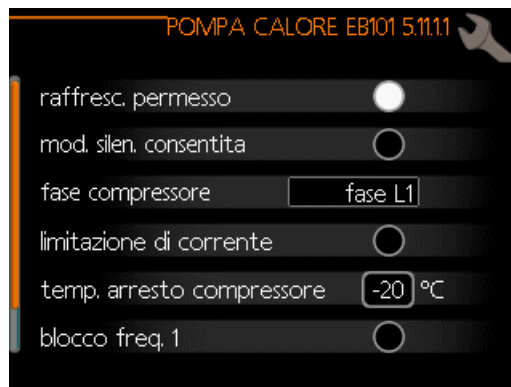 POMPA CALORE EB101 5.11.1.1
raffresc. permesso
mod. silen. consentita
fase compressore fase L1
limitazione di corrente
temp. arresto compressore -20 °C
blocco freq. 1